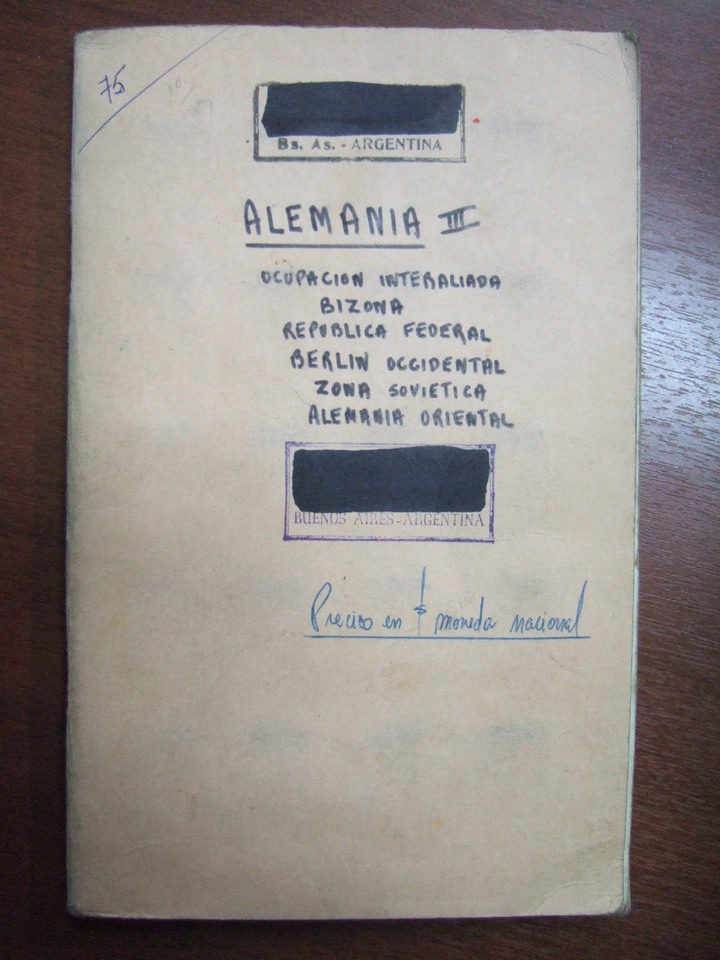 75
Bs. As. - ARGENTINA
ALEMANIA III
OCUPACION INTERALIADA
BIZONA
REPUBLICA FEDERAL
BERLIN OCCIDENTAL
ZONA SOVIETICA
ALEMANIA ORIENTAL
BUENOS AIRES - ARGENTINA
Precios en $ moneda nacional